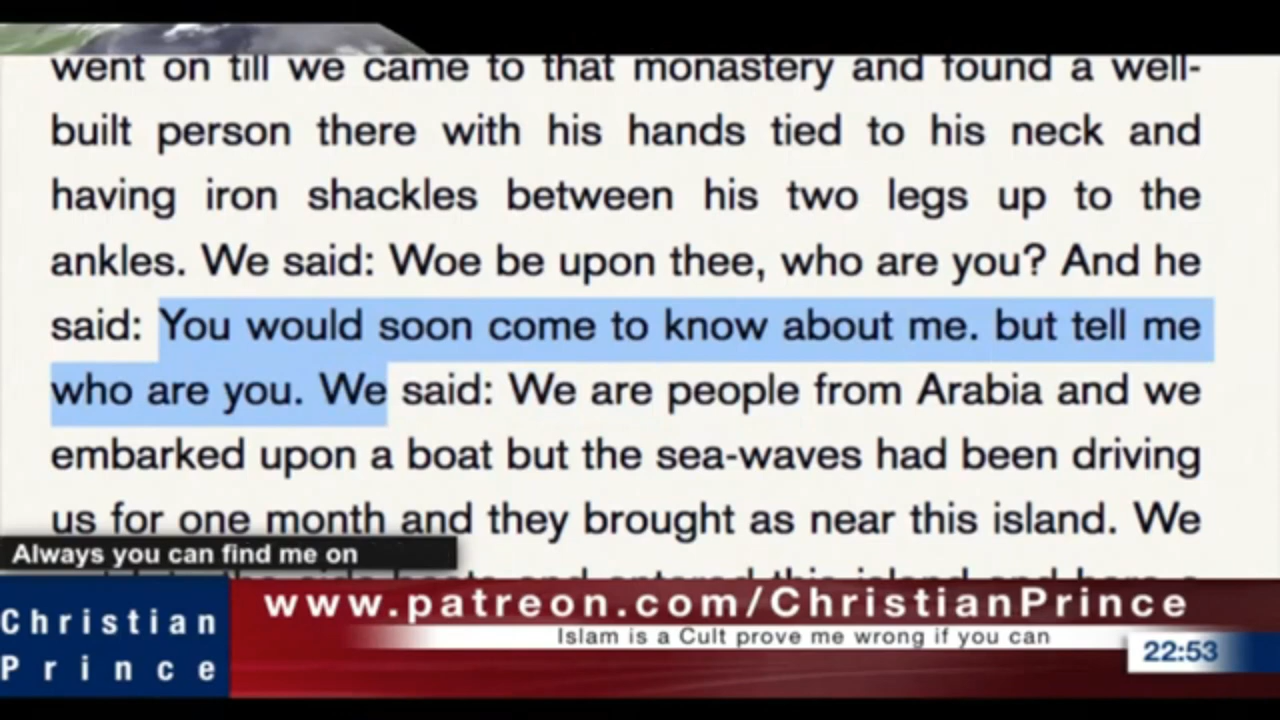 went on till we came to that monastery and found a well-
built person there with his hands tied to his neck and
having iron shackles between his two legs up to the
ankles. We said: Woe be upon thee, who are you? And he
said: You would soon come to know about me. but tell me
who are you. We said: We are people from Arabia and we
embarked upon a boat but the sea-waves had been driving
us for one month and they brought as near this island. We
Always you can find me on
and entered this island and
Christian
Prince
www.patreon.com/ChristianPrince
Islam is a Cult prove me wrong if you can
22:53